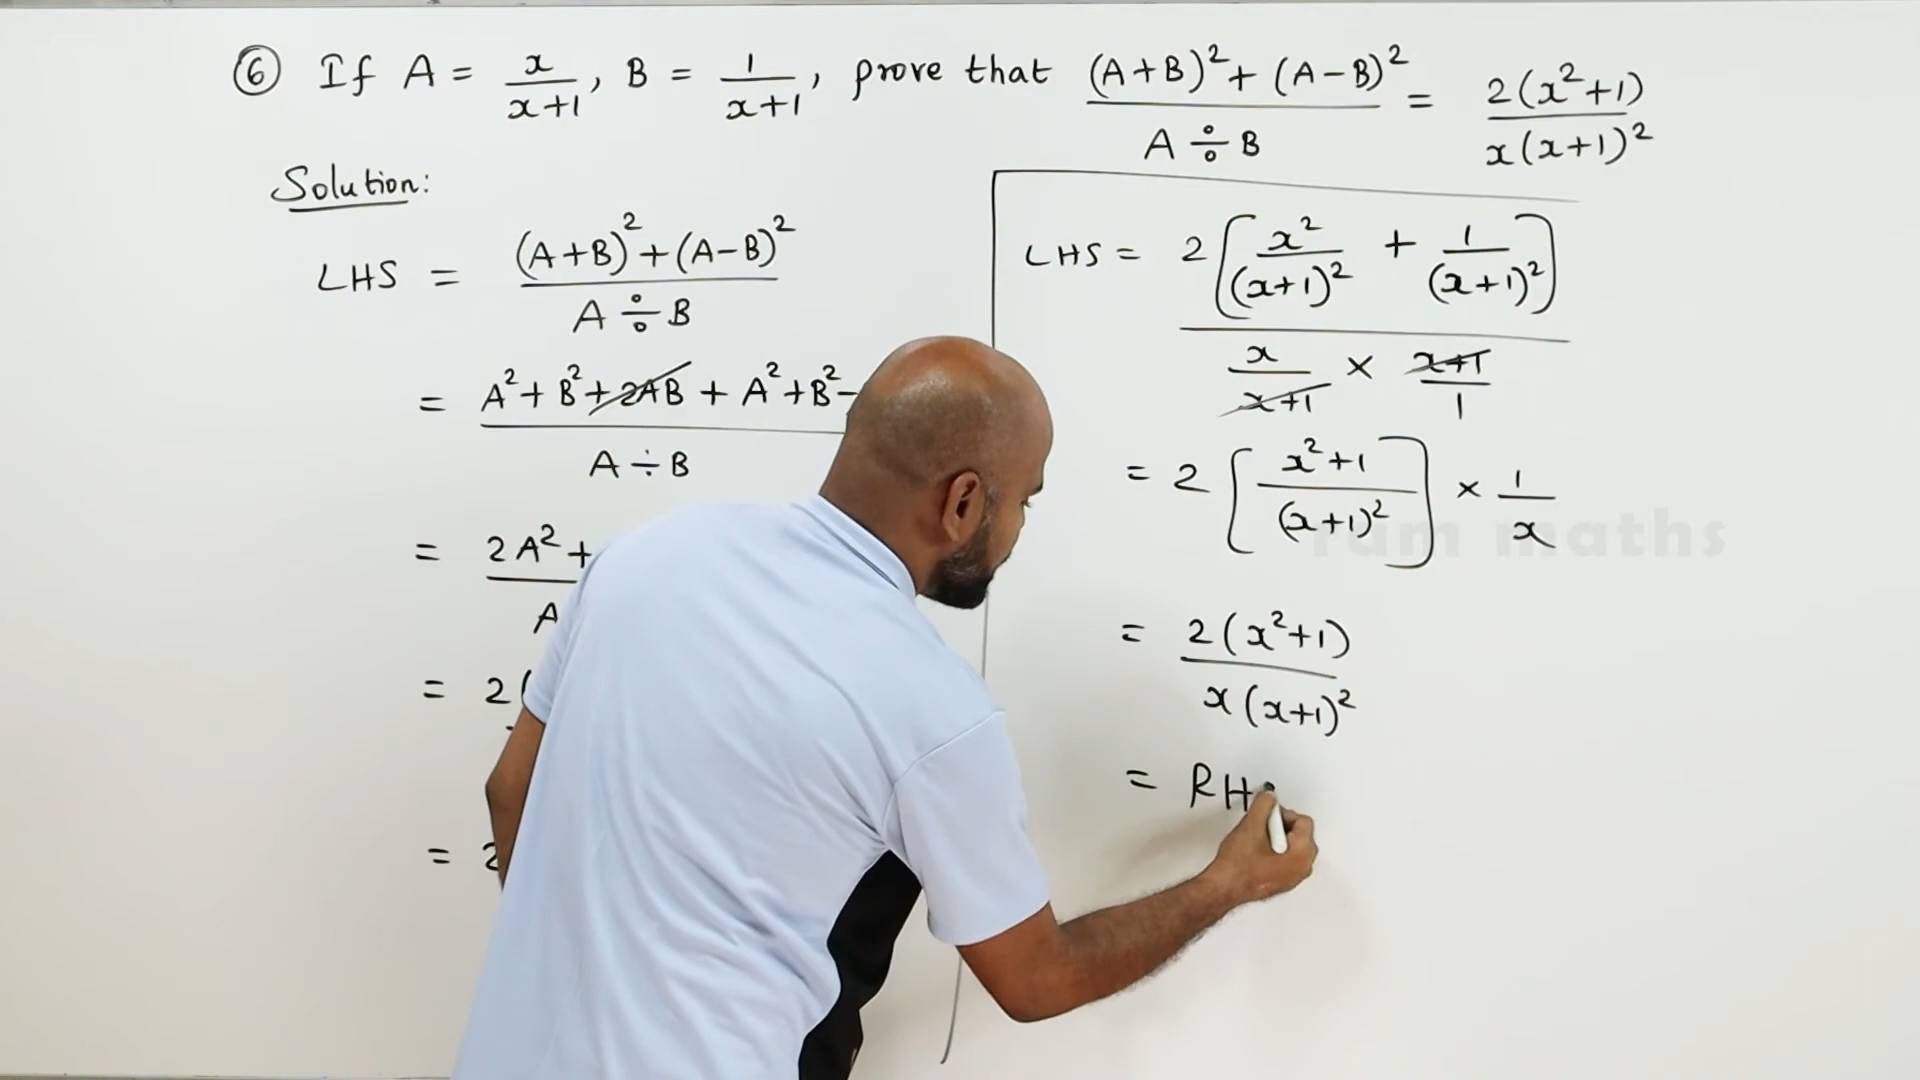 ⑥ If A = x/(x+1), B = 1/(x+1), prove that ((A+B)² + (A−B)²)/(A ÷ B) = 2(x²+1)/(x(x+1)²)
Solution:
LHS = ((A+B)² + (A−B)²)/(A ÷ B)
= (A² + B² + 2AB + A² + B² −
A ÷ B
= 2A² +
A
= 2(
= 2
LHS = 2[x²/(x+1)² + 1/(x+1)²]
x/(x+1) × (x+1)/1
= 2[(x²+1)/(x+1)²] × 1/x
= 2(x²+1)/(x(x+1)²)
= RH
ram maths